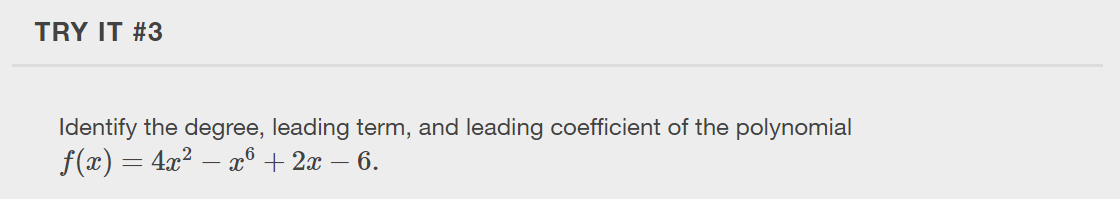 TRY IT #3
Identify the degree, leading term, and leading coefficient of the polynomial
f(x) = 4x² − x⁶ + 2x − 6.